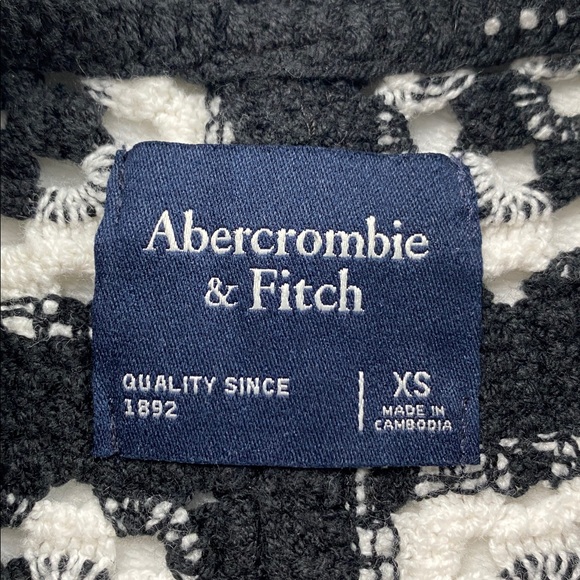 Abercrombie
& Fitch
QUALITY SINCE
1892
XS
MADE IN
CAMBODIA